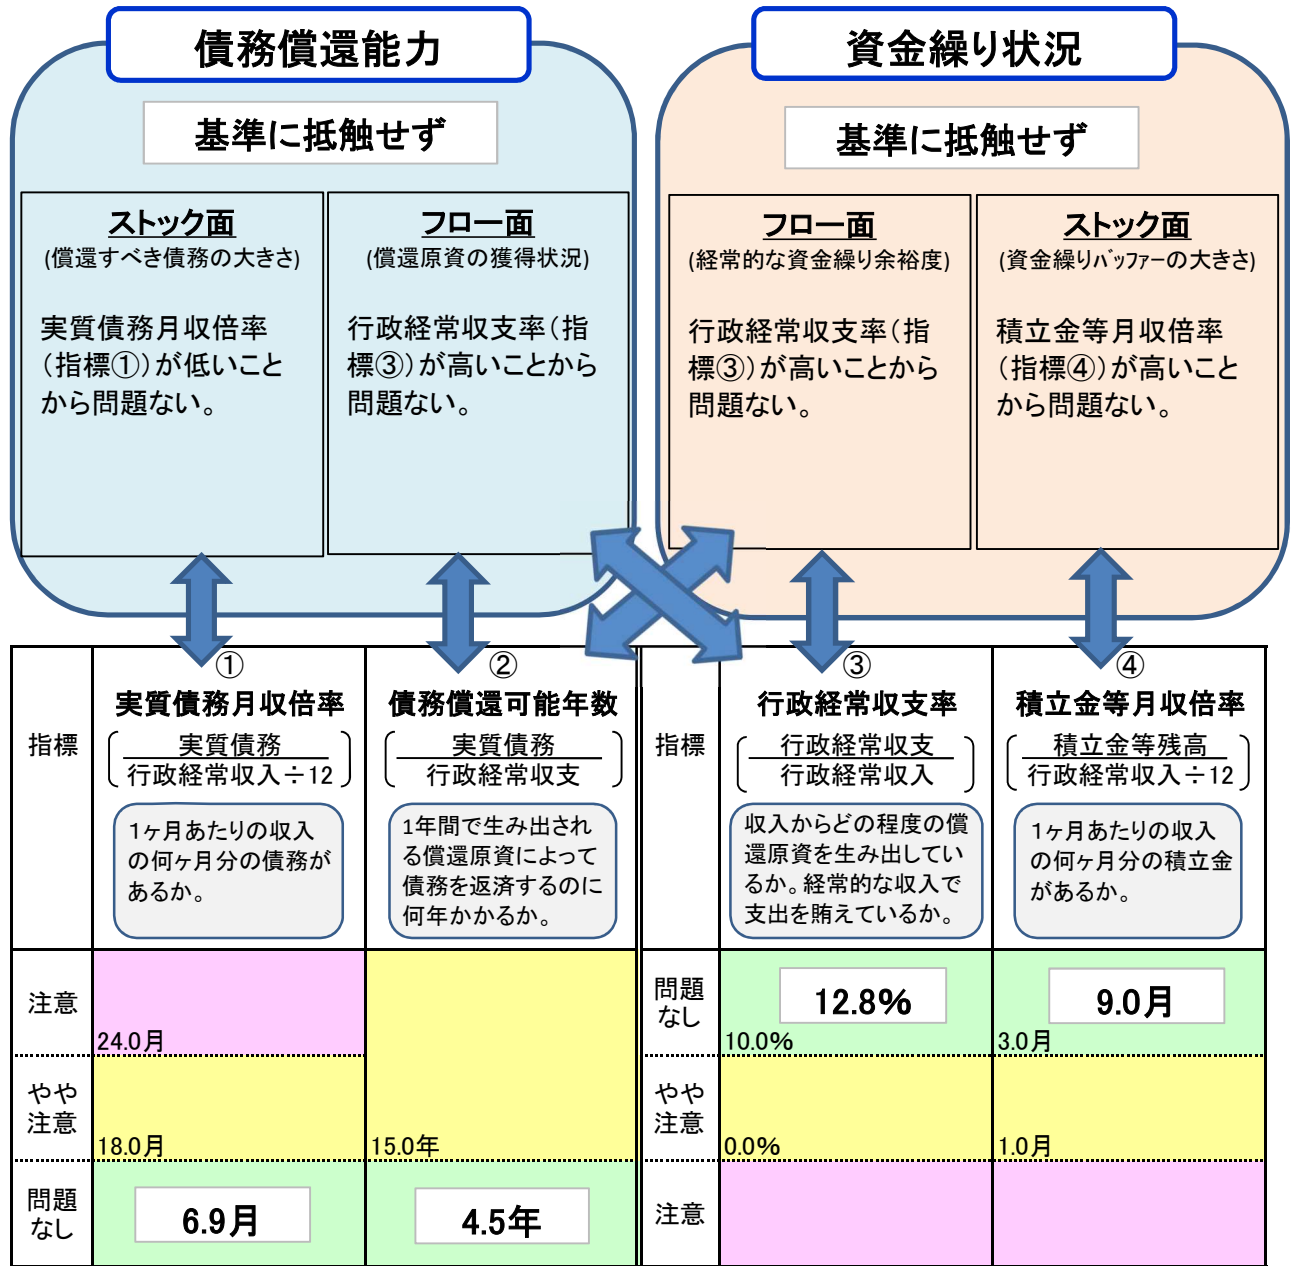 債務償還能力
基準に抵触せず
ストック面
(償還すべき債務の大きさ)
実質債務月収倍率
（指標①）が低いこと
から問題ない。
フロー面
(償還原資の獲得状況)
行政経常収支率（指
標③）が高いことから
問題ない。
資金繰り状況
基準に抵触せず
フロー面
(経常的な資金繰り余裕度)
行政経常収支率（指
標③）が高いことから
問題ない。
ストック面
(資金繰りバッファーの大きさ)
積立金等月収倍率
（指標④）が高いこと
から問題ない。
指標
①
実質債務月収倍率
実質債務
行政経常収入÷12
1ヶ月あたりの収入
の何ヶ月分の債務が
あるか。
②
債務償還可能年数
実質債務
行政経常収支
1年間で生み出され
る償還原資によって
債務を返済するのに
何年かかるか。
指標
③
行政経常収支率
行政経常収支
行政経常収入
収入からどの程度の償
還原資を生み出してい
るか。経常的な収入で
支出を賄えているか。
④
積立金等月収倍率
積立金等残高
行政経常収入÷12
1ヶ月あたりの収入
の何ヶ月分の積立金
があるか。
注意
24.0月
やや
注意
18.0月
15.0年
問題
なし
6.9月
4.5年
問題
なし
12.8%
9.0月
10.0%
3.0月
やや
注意
0.0%
1.0月
注意